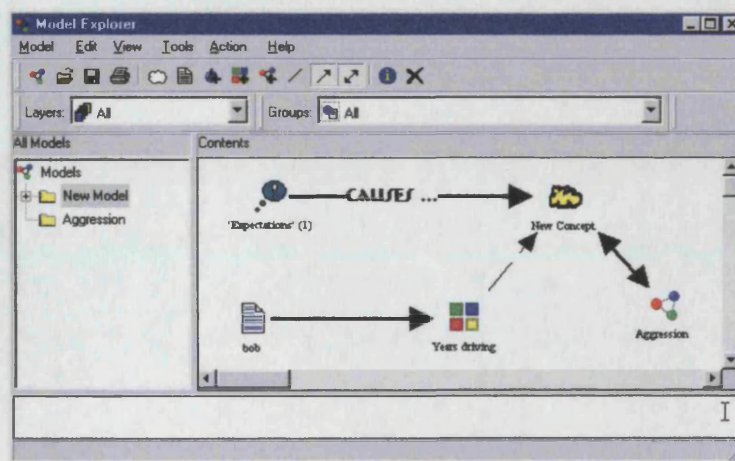 Model Explorer
Model Edit View Tools Action Help
Layers: All Groups: All
All Models Contents
Models
New Model
Aggression
CAUSES ...
'Expectations' (1)
New Concept
bob
Years driving
Aggression